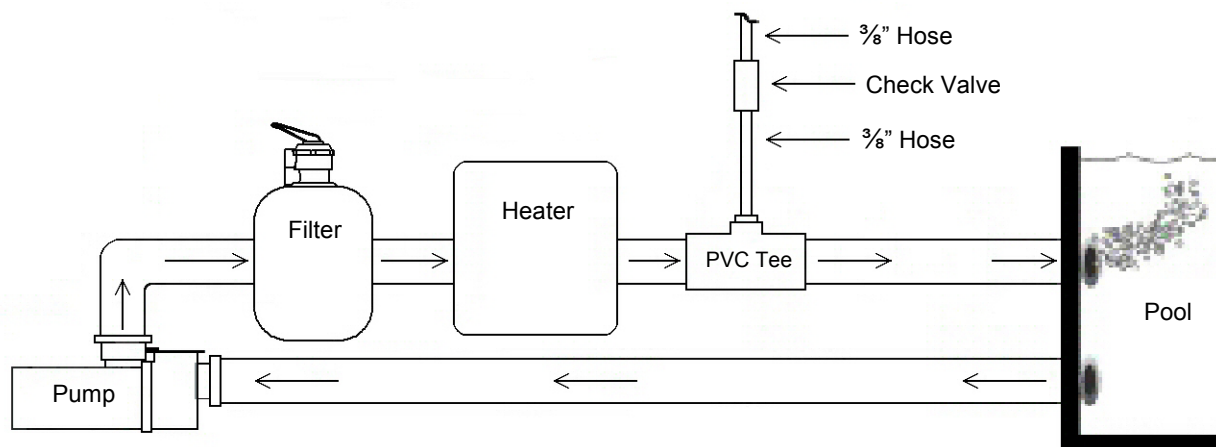 ⅜” Hose
Check Valve
⅜” Hose
Filter
Heater
PVC Tee
Pool
Pump